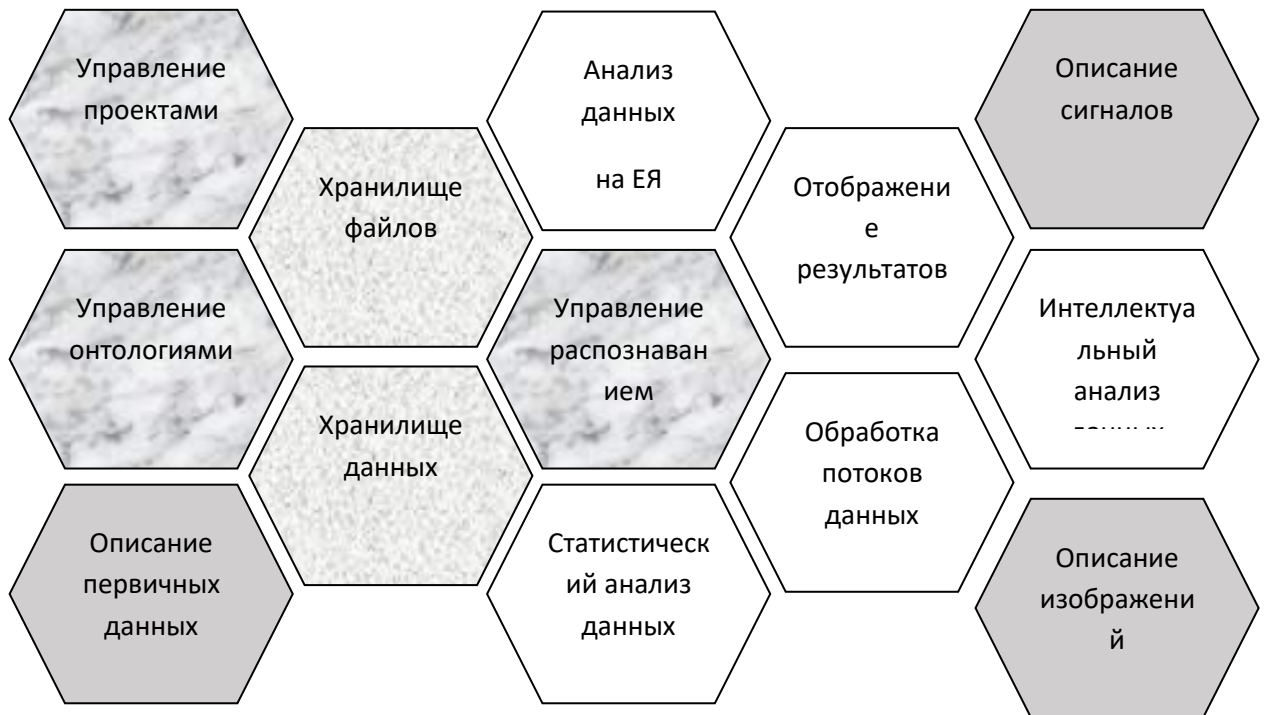 Управление
проектами
Анализ
данных
на ЕЯ
Описание
сигналов
Хранилище
файлов
Отображени
е
результатов
Управление
онтологиями
Управление
распознаван
ием
Интеллектуа
льный
анализ
Хранилище
данных
Обработка
потоков
данных
Описание
первичных
данных
Статистическ
ий анализ
данных
Описание
изображени
й